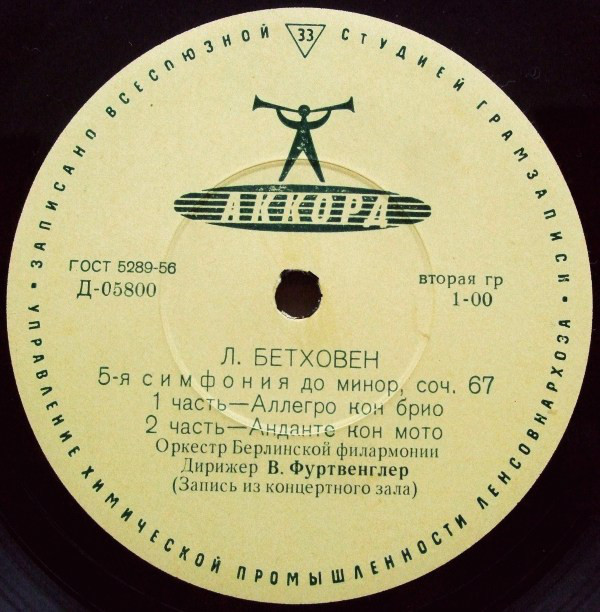 ЗАПИСАНО ВСЕСОЮЗНОЙ СТУДИЕЙ ГРАМЗАПИСИ •
33
АККОРД
ГОСТ 5289-56
Д-05800
вторая гр
1-00
Л. БЕТХОВЕН
5-я симфония до минор, соч. 67
1 часть—Аллегро кон брио
2 часть—Анданте кон мото
Оркестр Берлинской филармонии
Дирижер В. Фуртвенглер
(Запись из концертного зала)
УПРАВЛЕНИЕ ХИМИЧЕСКОЙ ПРОМЫШЛЕННОСТИ ЛЕНСОВНАРХОЗА •